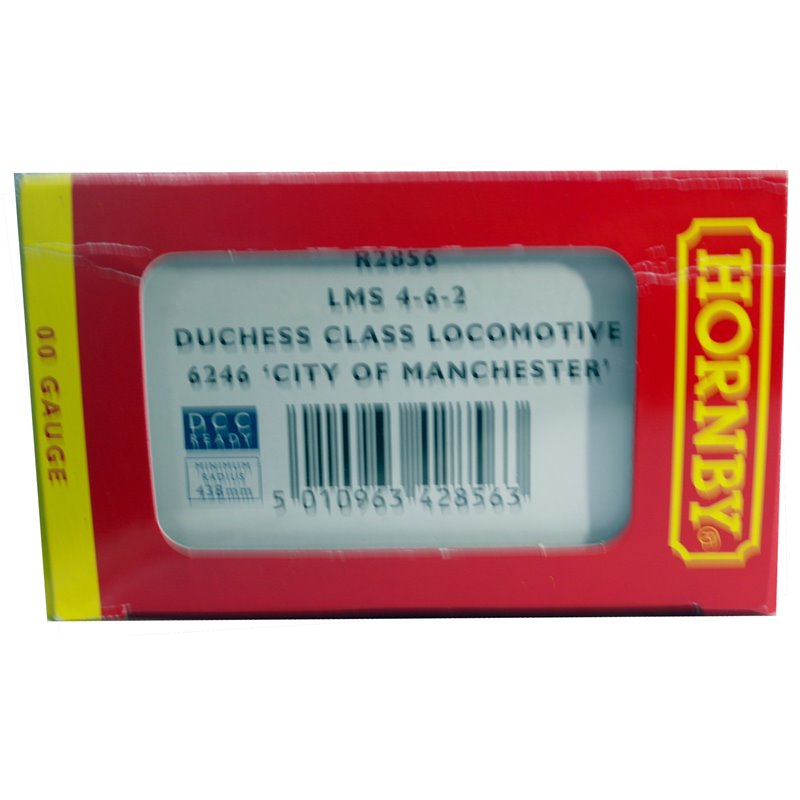 00 GAUGE
R2856
LMS 4-6-2
DUCHESS CLASS LOCOMOTIVE
6246 'CITY OF MANCHESTER'
DCC
READY
MINIMUM
RADIUS
438mm
5 010963 428563
HORNBY